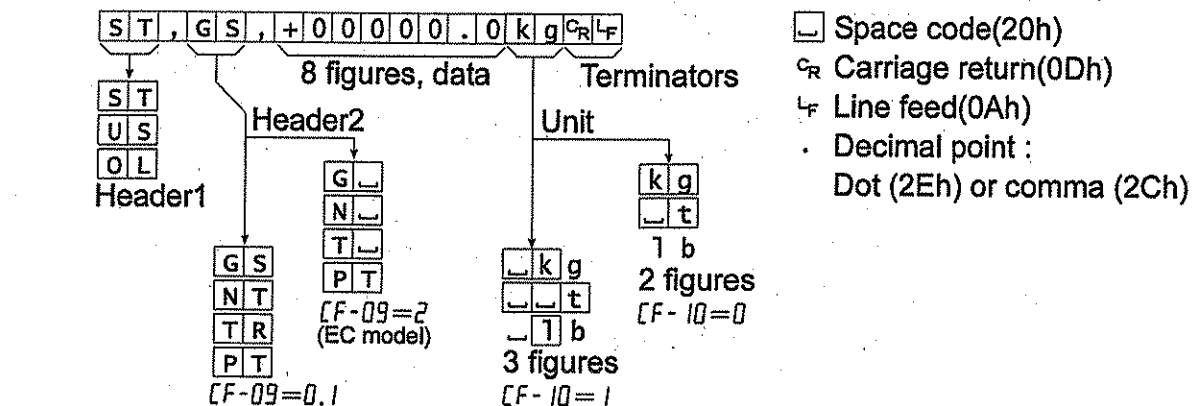 ST,GS,+00000.0kgCRLF
8 figures, data
Terminators
ST
US
OL
Header1
Header2
G␣
N␣
T␣
PT
CF-09=2
(EC model)
GS
NT
TR
PT
CF-09=0,1
Unit
␣kg
␣␣t
␣lb
3 figures
CF-10=1
kg
␣t
lb
2 figures
CF-10=0
␣ Space code(20h)
CR Carriage return(0Dh)
LF Line feed(0Ah)
. Decimal point :
Dot (2Eh) or comma (2Ch)